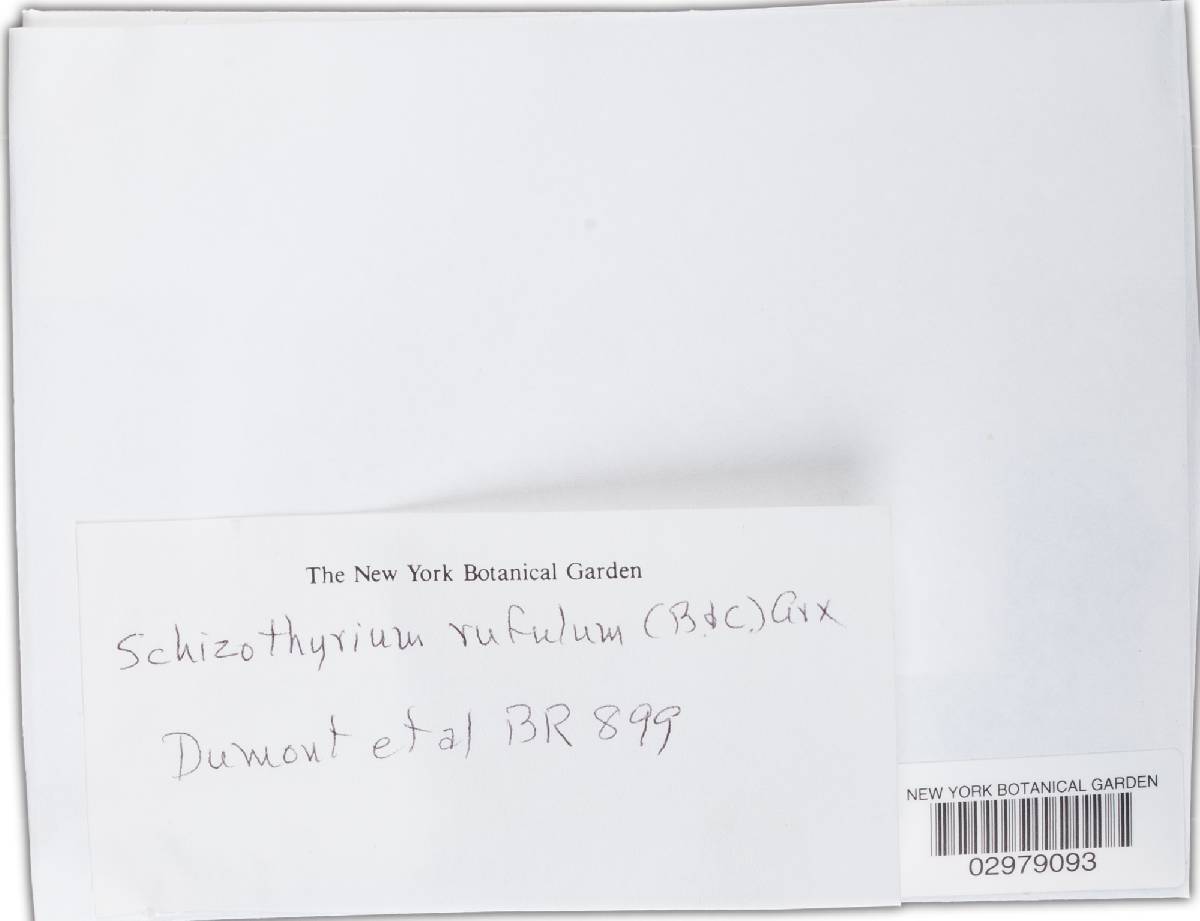 The New York Botanical Garden
Schizothyrium rufulum (B.&C.) Arx
Dumont et al BR 899
NEW YORK BOTANICAL GARDEN
02979093